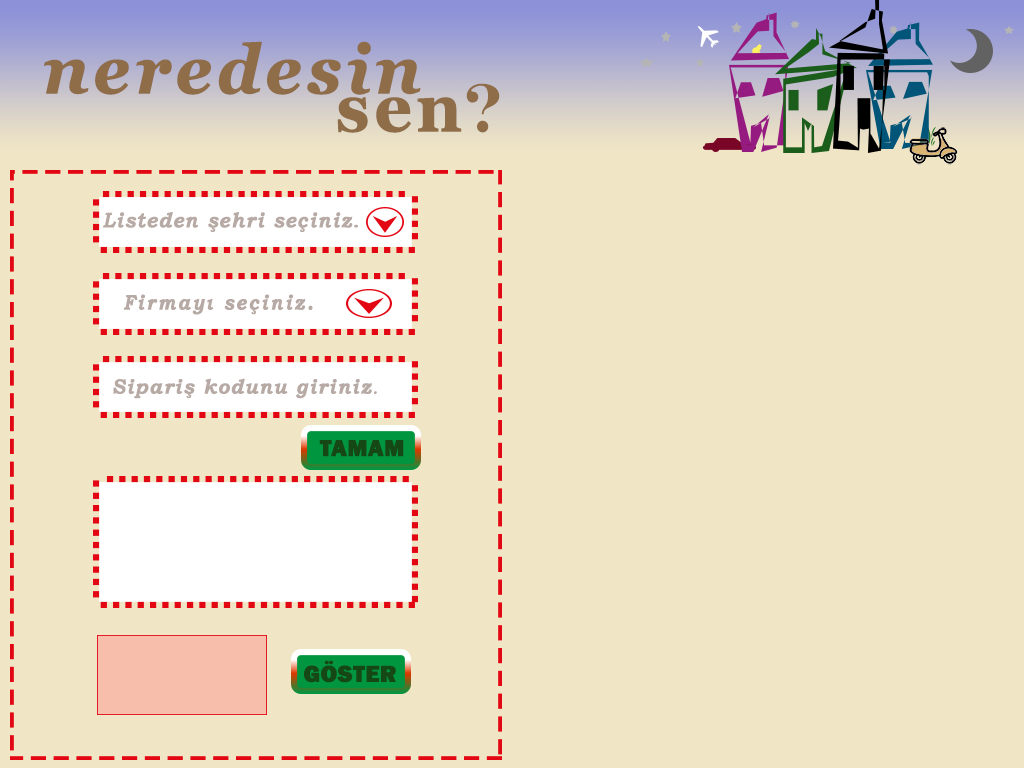 neredesin
sen?
Listeden şehri seçiniz.
Firmayı seçiniz.
Sipariş kodunu giriniz.
TAMAM
GÖSTER